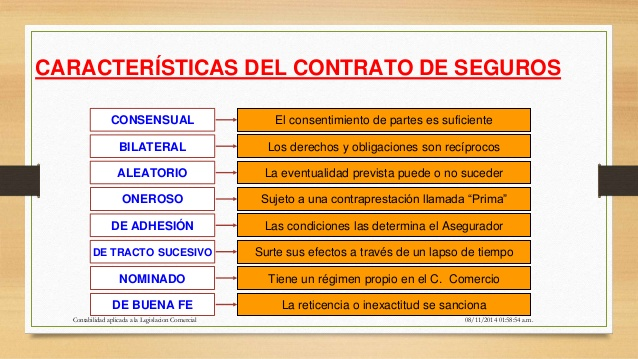 CARACTERÍSTICAS DEL CONTRATO DE SEGUROS
CONSENSUAL El consentimiento de partes es suficiente
BILATERAL Los derechos y obligaciones son recíprocos
ALEATORIO La eventualidad prevista puede o no suceder
ONEROSO Sujeto a una contraprestación llamada “Prima”
DE ADHESIÓN Las condiciones las determina el Asegurador
DE TRACTO SUCESIVO Surte sus efectos a través de un lapso de tiempo
NOMINADO Tiene un régimen propio en el C. Comercio
DE BUENA FE La reticencia o inexactitud se sanciona
Contabilidad aplicada a la Legislacion Comercial 08/11/2014 01:58:54 a.m.